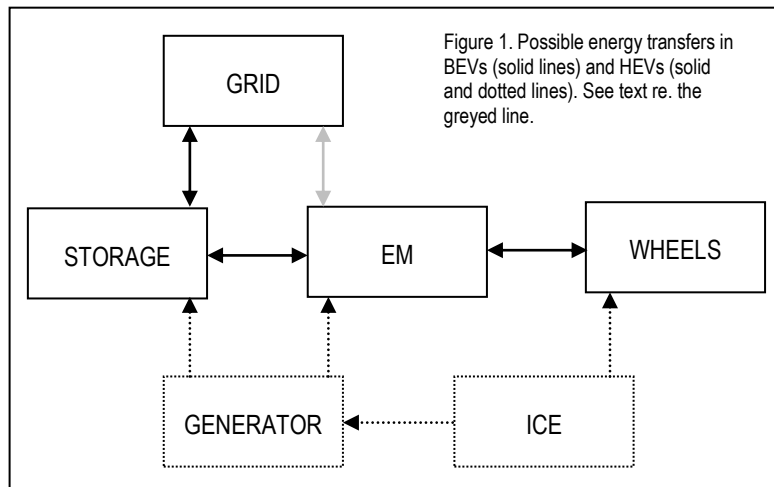 Figure 1. Possible energy transfers in
BEVs (solid lines) and HEVs (solid
and dotted lines). See text re. the
greyed line.
GRID
STORAGE
EM
WHEELS
GENERATOR
ICE